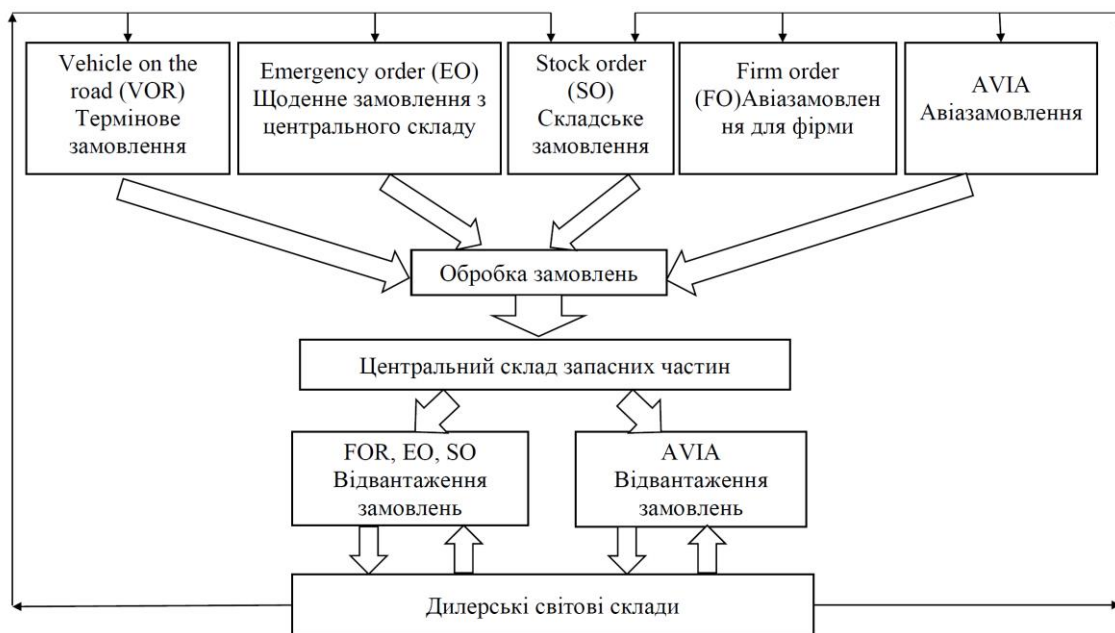 Vehicle on the
road (VOR)
Термінове
замовлення
Emergency order (EO)
Щоденне замовлення з
центрального складу
Stock order
(SO)
Складське
замовлення
Firm order
(FO)Авіазамовлен
ня для фірми
AVIA
Авіазамовлення
Обробка замовлень
Центральний склад запасних частин
FOR, EO, SO
Відвантаження
замовлень
AVIA
Відвантаження
замовлень
Дилерські світові склади